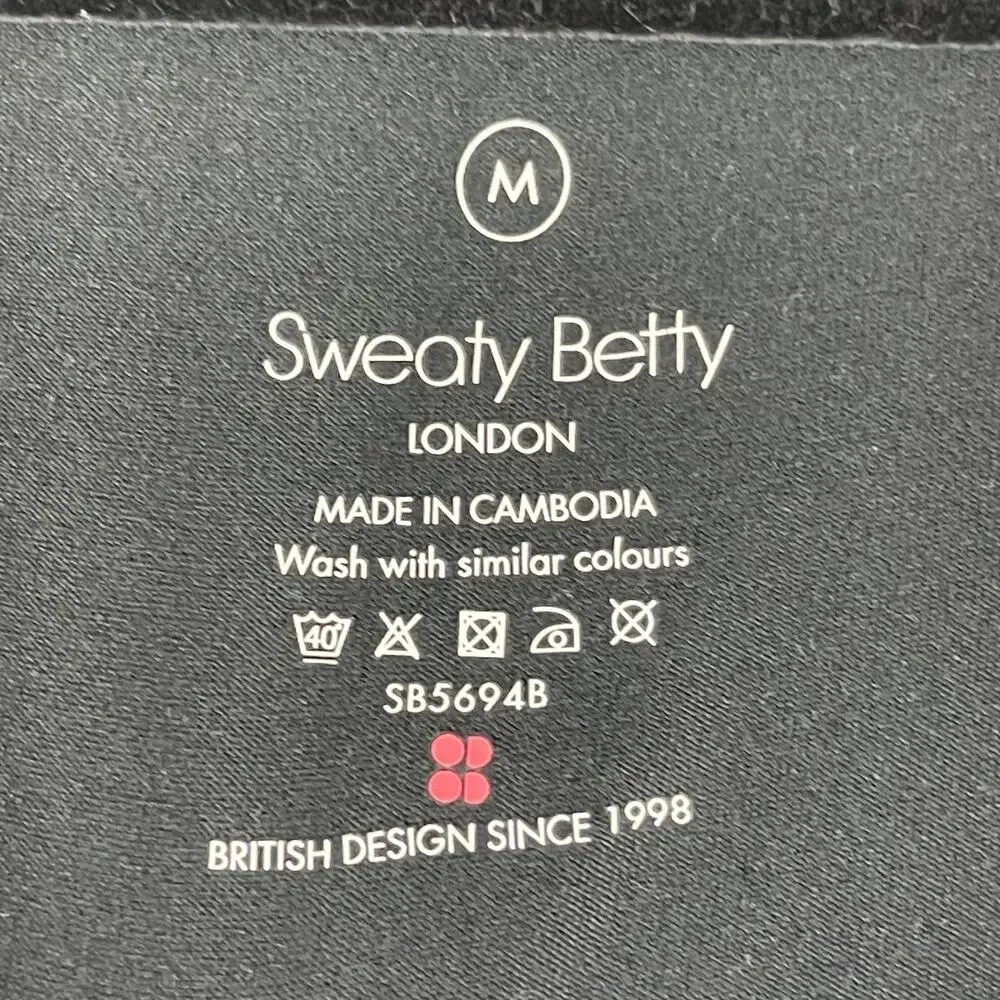 M
Sweaty Betty
LONDON
MADE IN CAMBODIA
Wash with similar colours
40°
SB5694B
BRITISH DESIGN SINCE 1998